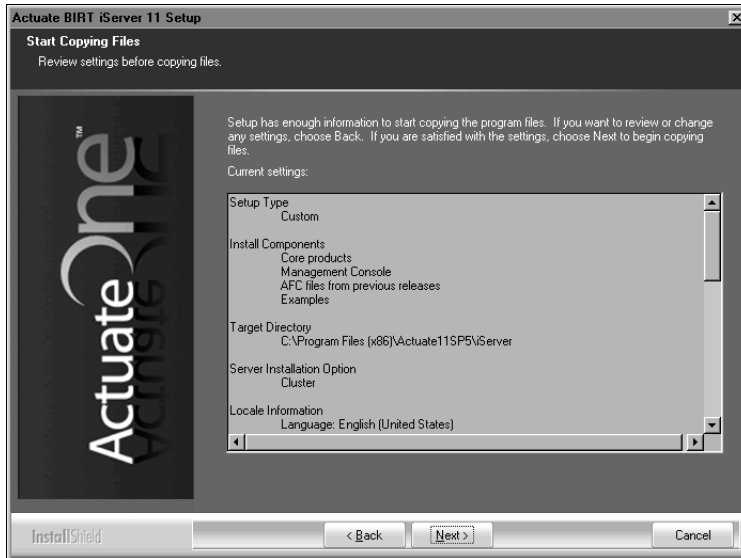 Actuate BIRT iServer 11 Setup
Start Copying Files
Review settings before copying files.
Setup has enough information to start copying the program files. If you want to review or change
any settings, choose Back. If you are satisfied with the settings, choose Next to begin copying
files.
Current settings:
Setup Type
Custom
Install Components
Core products
Management Console
AFC files from previous releases
Examples
Target Directory
C:\Program Files (x86)\Actuate11SP5\iServer
Server Installation Option
Cluster
Locale Information
Language: English (United States)
ActuateOne™
InstallShield
< Back
Next >
Cancel